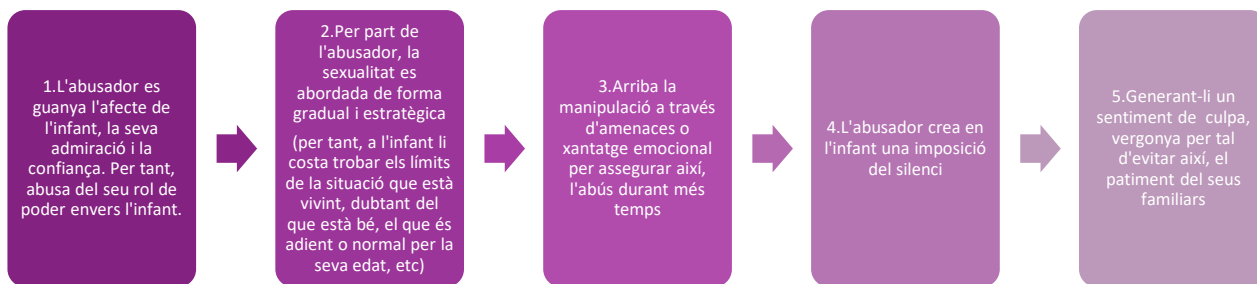 1.L'abusador es
guanya l'afecte de
l'infant, la seva
admiració i la
confiança. Per tant,
abusa del seu rol de
poder envers l'infant.
2.Per part de
l'abusador, la
sexualitat es
abordada de forma
gradual i estratègica
(per tant, a l'infant li
costa trobar els límits
de la situació que està
vivint, dubtant del
que està bé, el que és
adient o normal per la
seva edat, etc)
3.Arriba la
manipulació a través
d'amenaces o
xantatge emocional
per assegurar així,
l'abús durant més
temps
4.L'abusador crea en
l'infant una imposició
del silenci
5.Generant-li un
sentiment de culpa,
vergonya per tal
d'evitar així, el
patiment del seus
familiars